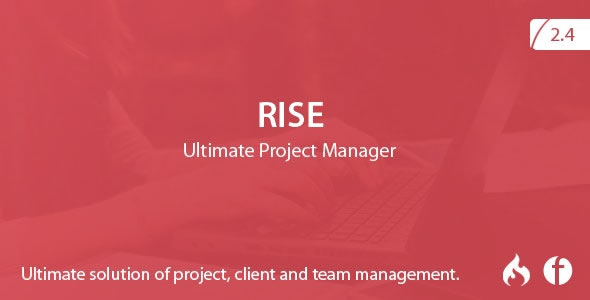 2.4
RISE
Ultimate Project Manager
Ultimate solution of project, client and team management.